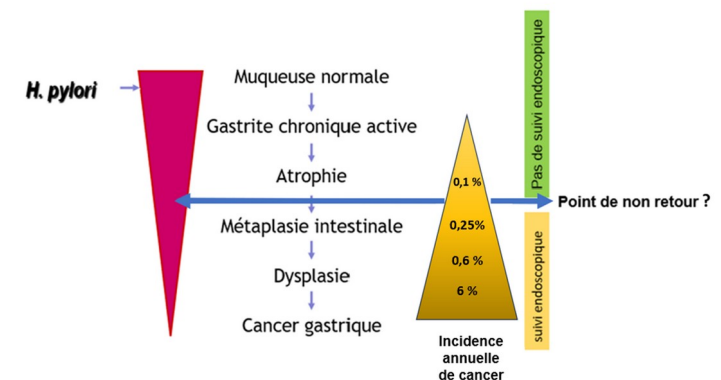 H. pylori
Muqueuse normale
Gastrite chronique active
Atrophie
Métaplasie intestinale
Dysplasie
Cancer gastrique
0,1 %
0,25%
0,6 %
6 %
Incidence
annuelle
de cancer
Pas de suivi endoscopique
suivi endoscopique
Point de non retour ?